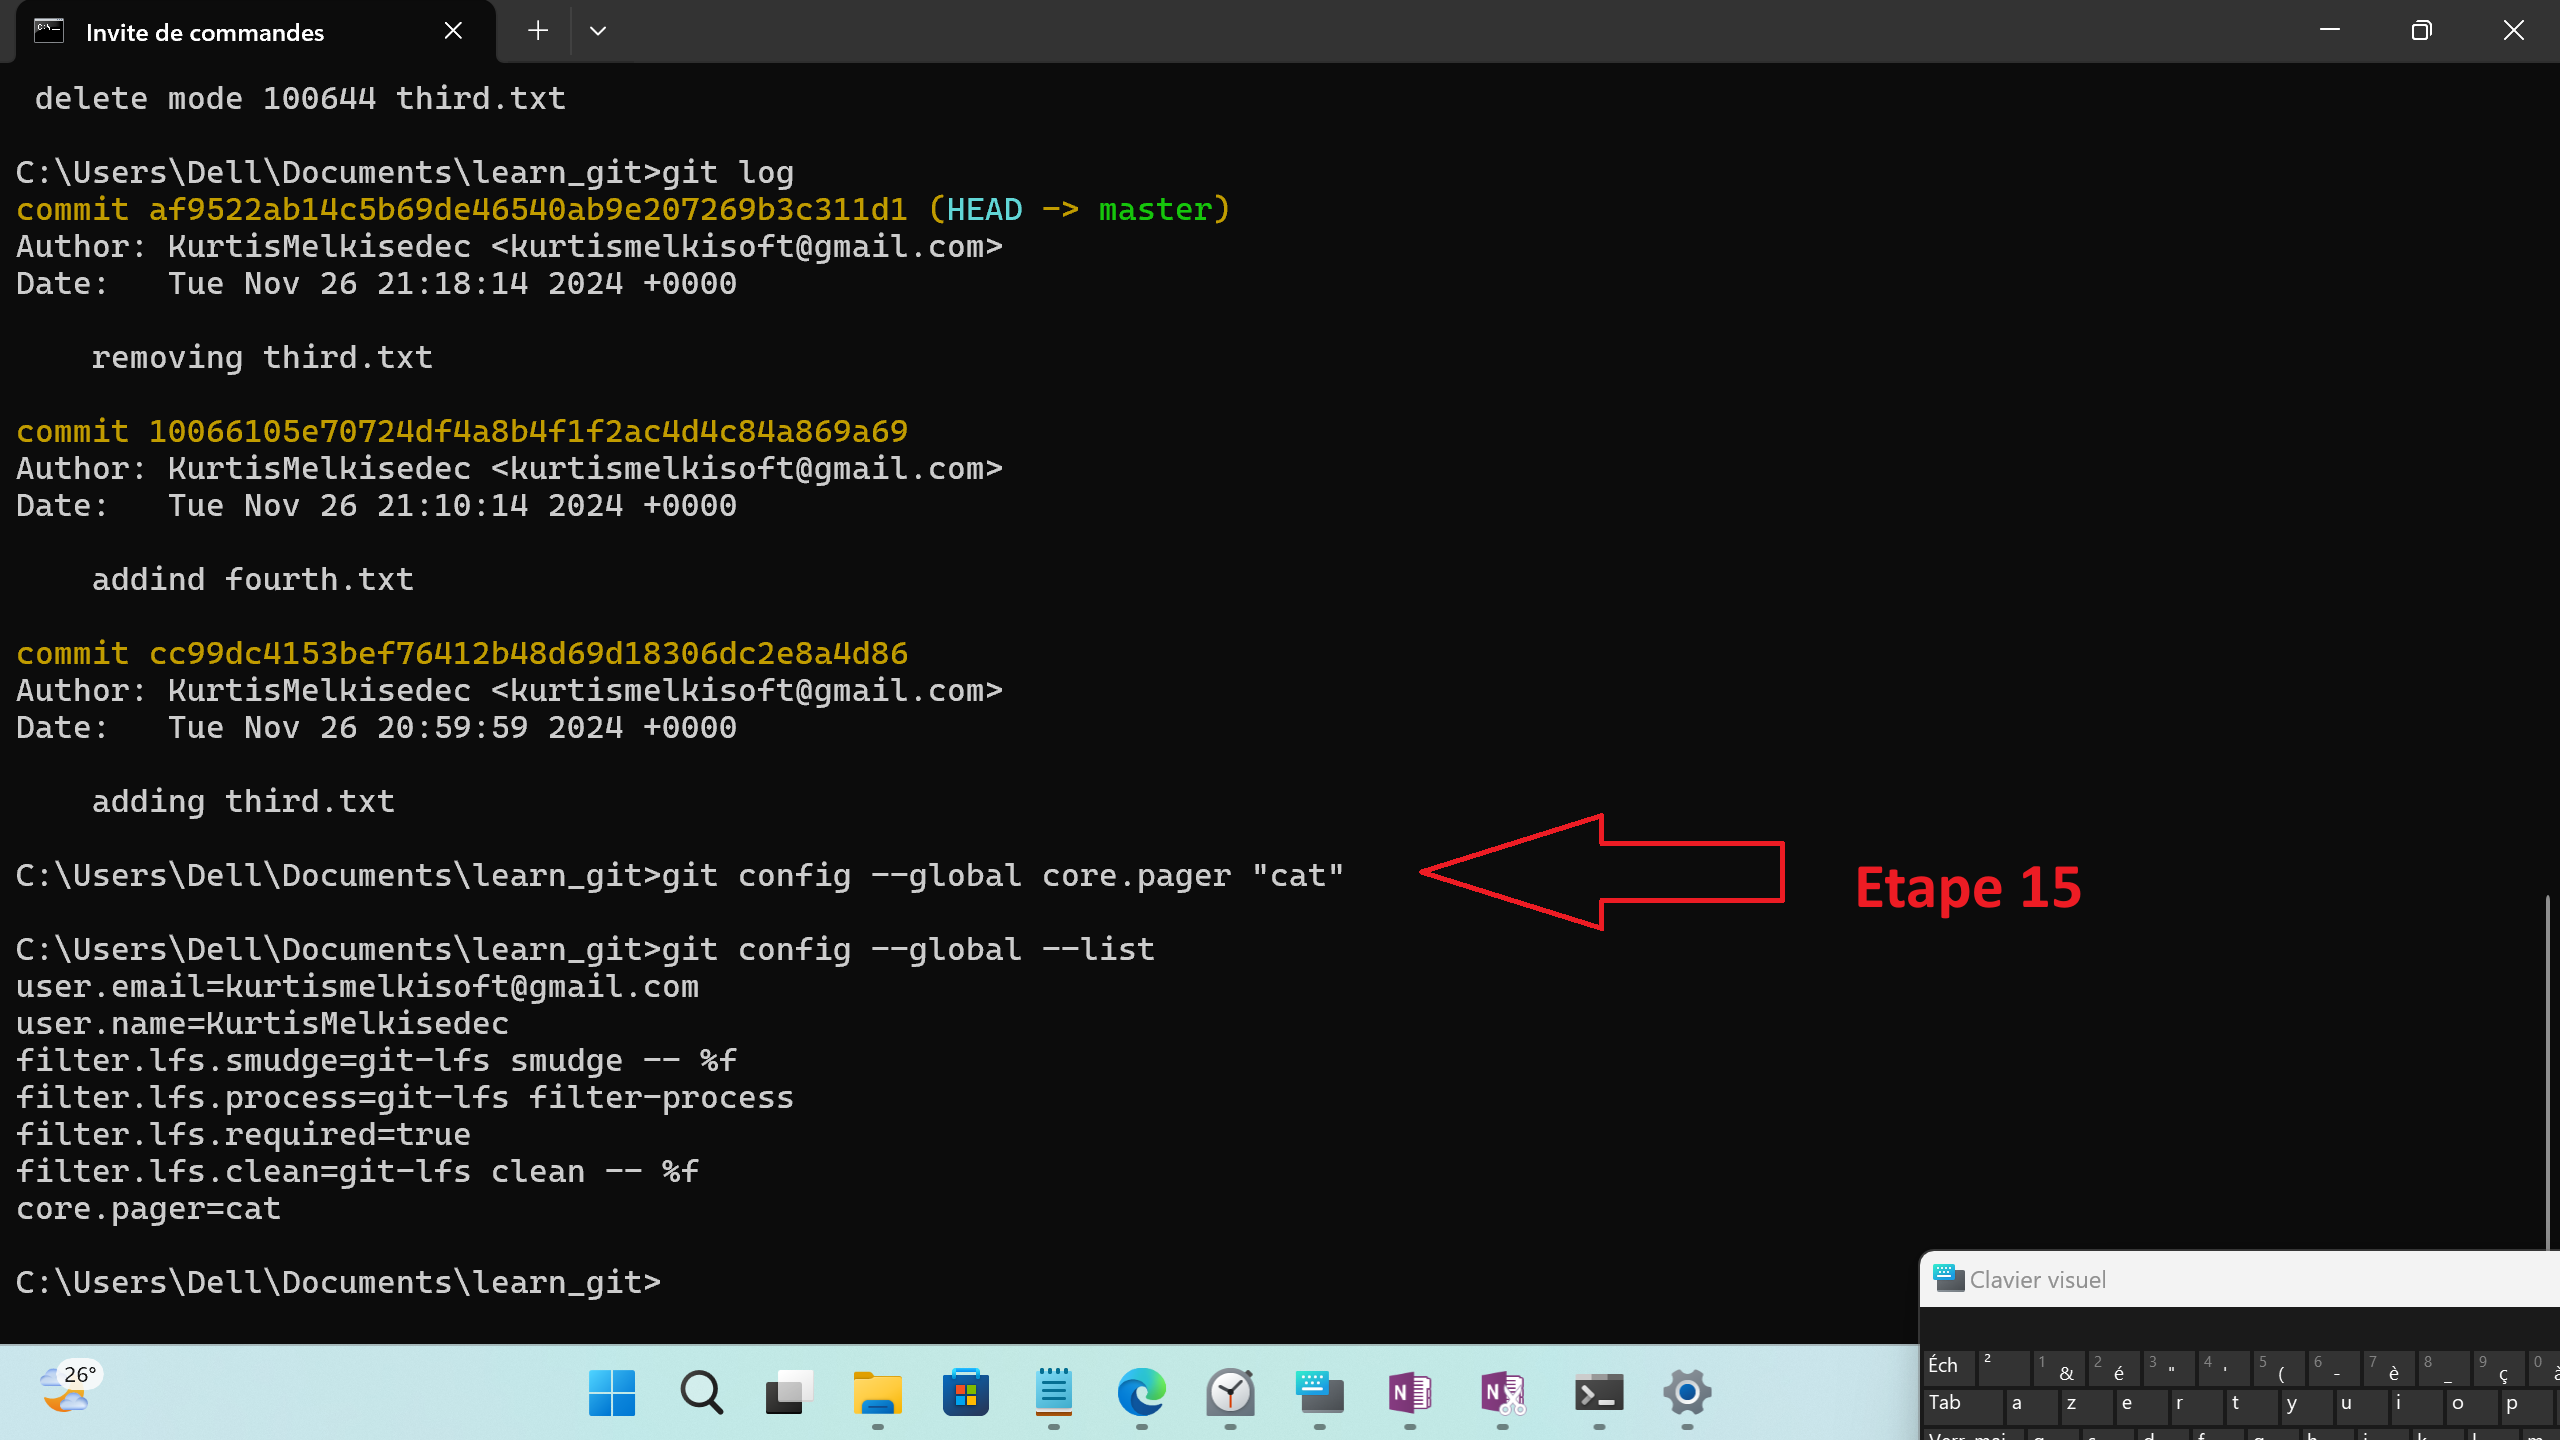 Invite de commandes
delete mode 100644 third.txt
C:\Users\Dell\Documents\learn_git>git log
commit af9522ab14c5b69de46540ab9e207269b3c311d1 (HEAD -> master)
Author: KurtisMelkisedec <kurtismelkisoft@gmail.com>
Date:   Tue Nov 26 21:18:14 2024 +0000
removing third.txt
commit 10066105e70724df4a8b4f1f2ac4d4c84a869a69
Author: KurtisMelkisedec <kurtismelkisoft@gmail.com>
Date:   Tue Nov 26 21:10:14 2024 +0000
addind fourth.txt
commit cc99dc4153bef76412b48d69d18306dc2e8a4d86
Author: KurtisMelkisedec <kurtismelkisoft@gmail.com>
Date:   Tue Nov 26 20:59:59 2024 +0000
adding third.txt
C:\Users\Dell\Documents\learn_git>git config --global core.pager "cat"
Etape 15
C:\Users\Dell\Documents\learn_git>git config --global --list
user.email=kurtismelkisoft@gmail.com
user.name=KurtisMelkisedec
filter.lfs.smudge=git-lfs smudge -- %f
filter.lfs.process=git-lfs filter-process
filter.lfs.required=true
filter.lfs.clean=git-lfs clean -- %f
core.pager=cat
C:\Users\Dell\Documents\learn_git>
Clavier visuel
Éch ² 1 & 2 é 3 " 4 ' 5 ( 6 - 7 è 8 _ 9 ç 0
Tab a z e r t y u i o p
26°